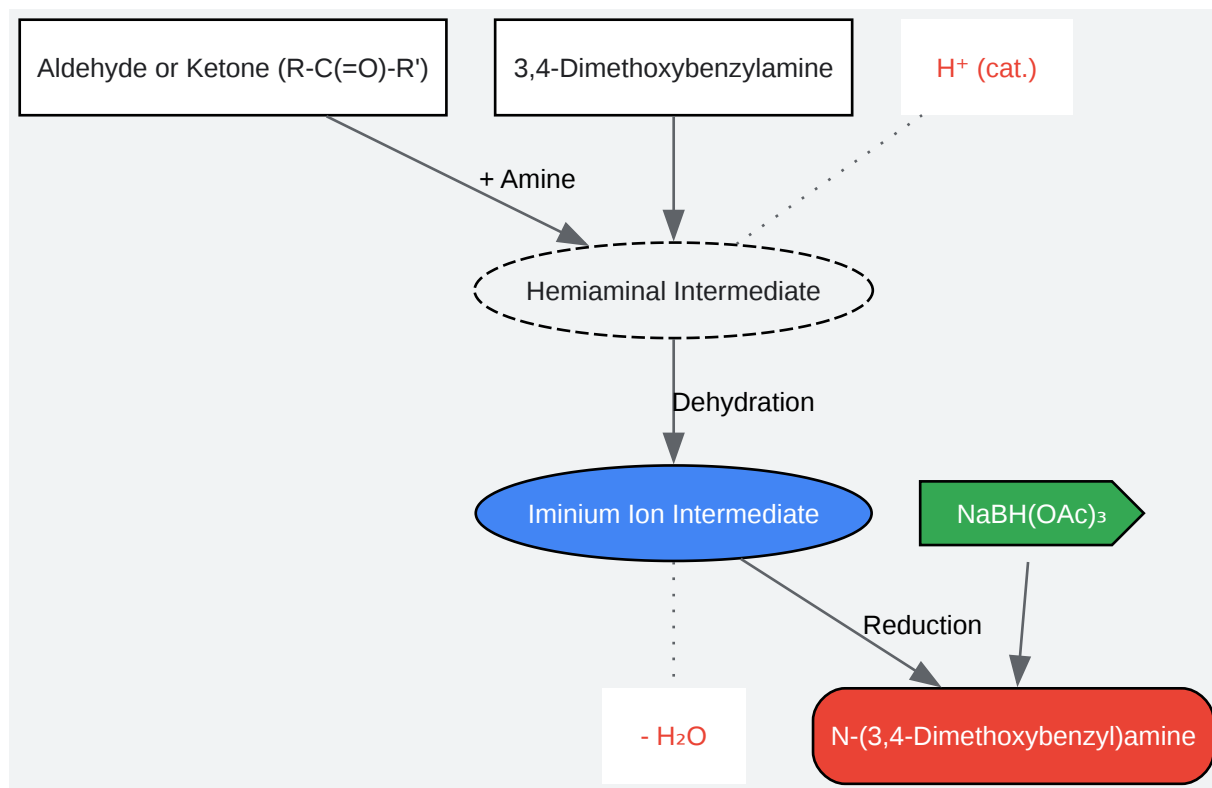 Aldehyde or Ketone (R-C(=O)-R')
3,4-Dimethoxybenzylamine
H⁺ (cat.)
+ Amine
Hemiaminal Intermediate
Dehydration
Iminium Ion Intermediate
NaBH(OAc)₃
Reduction
- H₂O
N-(3,4-Dimethoxybenzyl)amine